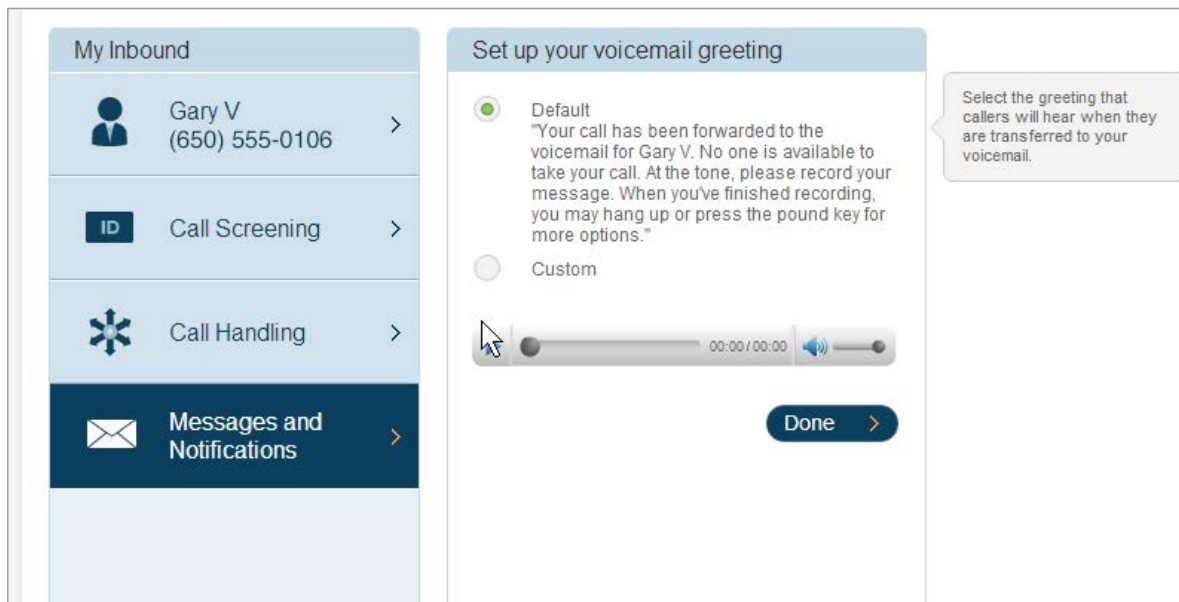 My Inbound
Gary V
(650) 555-0106
ID
Call Screening
Call Handling
Messages and
Notifications
Set up your voicemail greeting
Default
"Your call has been forwarded to the
voicemail for Gary V. No one is available to
take your call. At the tone, please record your
message. When you've finished recording,
you may hang up or press the pound key for
more options."
Custom
00:00 / 00:00
Done
Select the greeting that
callers will hear when they
are transferred to your
voicemail.